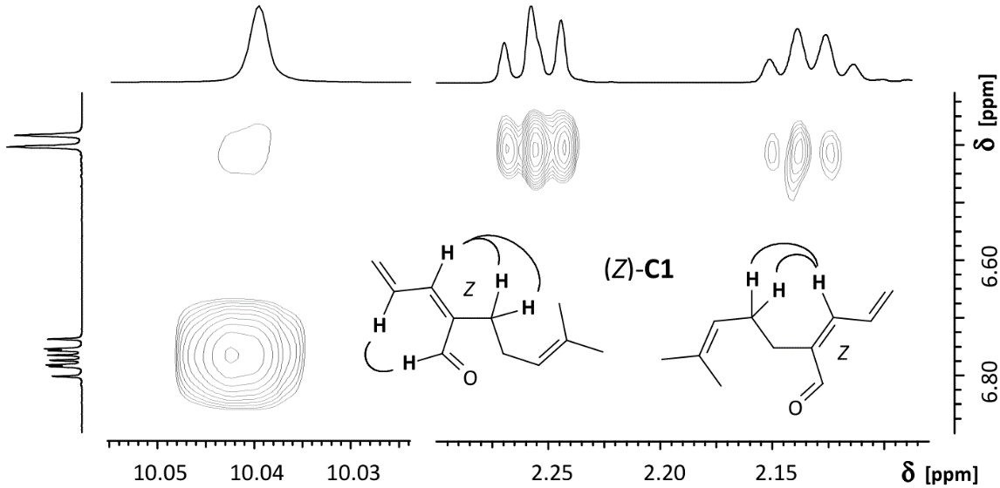 δ [ppm]
H
Z
H
H
H
H
O
(Z)-C1
H
H
H
Z
O
6.60
6.80
10.05 10.04 10.03 2.25 2.20 2.15 δ [ppm]